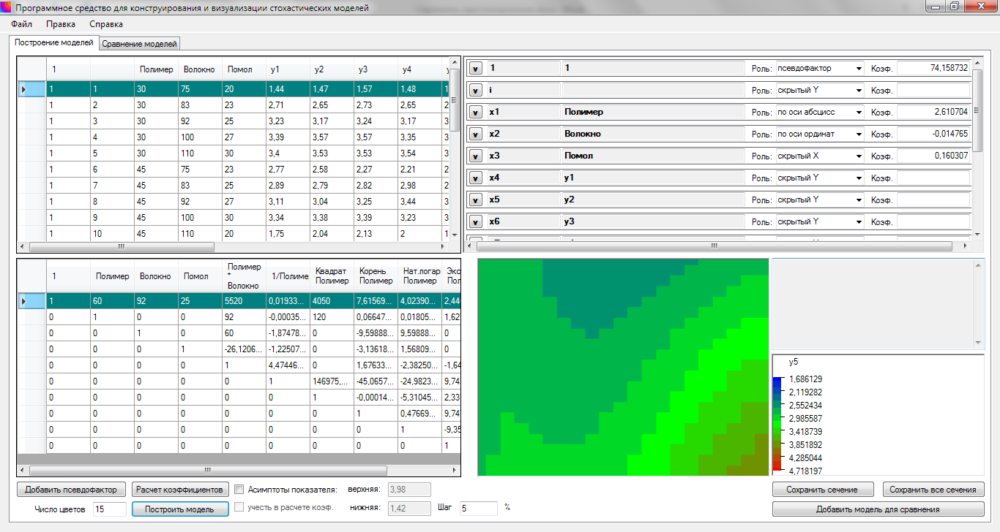 Программное средство для конструирования и визуализации стохастических моделей
Файл Правка Справка
Построение моделей Сравнение моделей
1 Полимер Волокно Помол y1 y2 y3 y4
1 1 30 75 20 1,44 1,47 1,57 1,48 1
1 2 30 83 23 2,71 2,65 2,73 2,65 2
1 3 30 92 25 3,23 3,17 3,24 3,17 3
1 4 30 100 27 3,39 3,57 3,57 3,35 3
1 5 30 110 30 3,4 3,53 3,53 3,54 3
1 6 45 75 23 2,77 2,58 2,27 2,21 2
1 7 45 83 25 2,89 2,79 2,82 2,98 2
1 8 45 92 27 3,11 3,04 3,25 3,44 3
1 9 45 100 30 3,34 3,38 3,39 3,23 3
1 10 45 110 20 1,75 2,04 2,13 2 1
v 1 1 Роль: псевдофактор Коэф. 74,158732
v i Роль: скрытый Y Коэф.
v x1 Полимер Роль: по оси абсцисс Коэф. 2,610704
v x2 Волокно Роль: по оси ординат Коэф. -0,014765
v x3 Помол Роль: скрытый X Коэф. 0,160307
v x4 y1 Роль: скрытый Y Коэф.
v x5 y2 Роль: скрытый Y Коэф.
v x6 y3 Роль: скрытый Y Коэф.
1 Полимер Волокно Помол Полимер * Волокно 1/Полиме Квадрат Полимер Корень Полимер Нат.логар Полимер Экс Пол
1 60 92 25 5520 0,01933... 4050 7,61569... 4,02390... 2,44
0 1 0 0 92 -0,00035... 120 0,06647... 0,01805... 1,62
0 0 1 0 60 -1,87478... 0 -9,59888... 9,59888... 0
0 0 0 1 -26,1206... -1,22507... 0 -3,13618... 1,56809... 0
0 0 0 0 1 4,47446... 0 1,67633... -2,38250... -1,64
0 0 0 0 0 1 146975,... -45,0657... -24,9823... 9,74
0 0 0 0 0 0 1 -0,00014... -5,31045... 2,33
0 0 0 0 0 0 0 1 0,47669... 9,74
0 0 0 0 0 0 0 0 1 -9,35
0 0 0 0 0 0 0 0 0 1
y5
1,686129
2,119282
2,552434
2,985587
3,418739
3,851892
4,285044
4,718197
Добавить псевдофактор Расчет коэффициентов Асимптоты показателя: верхняя: 3,98
Число цветов 15 Построить модель учесть в расчете коэф. нижняя: 1,42 Шаг 5 %
Сохранить сечение Сохранить все сечения
Добавить модель для сравнения